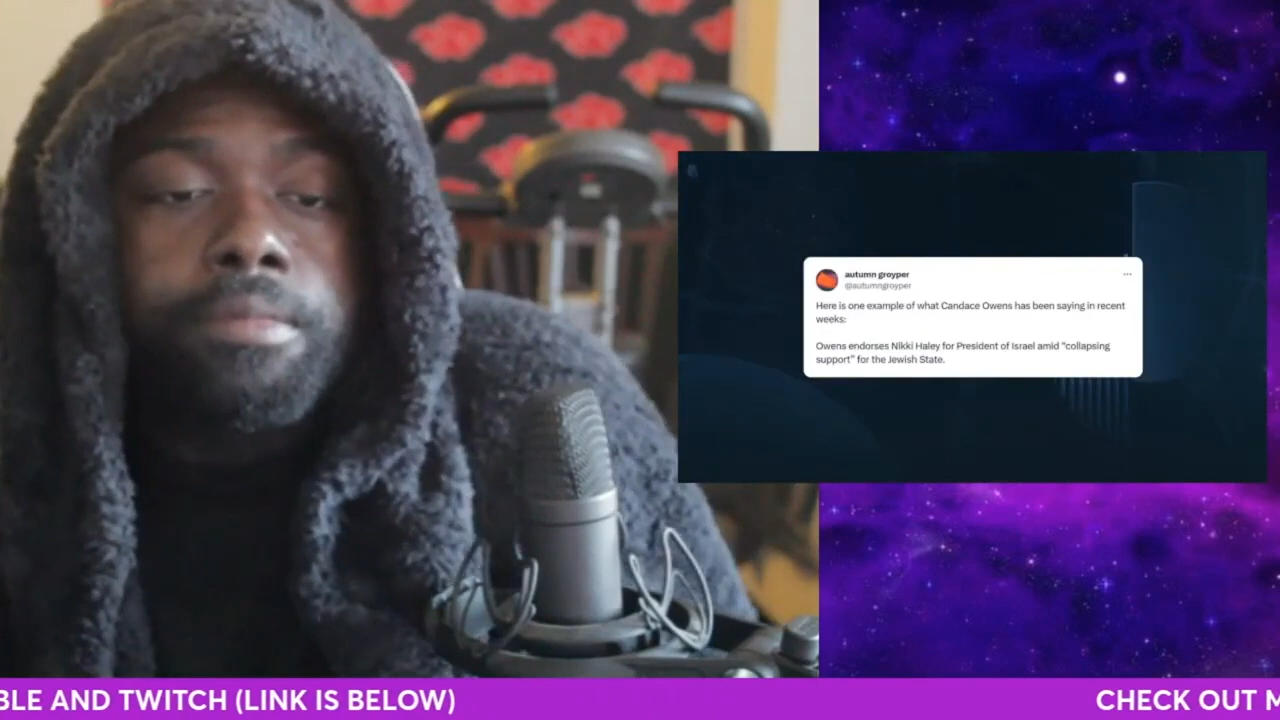 autumn groyper
@autumngroyper
Here is one example of what Candace Owens has been saying in recent
weeks:
Owens endorses Nikki Haley for President of Israel amid "collapsing
support" for the Jewish State.
BLE AND TWITCH (LINK IS BELOW)
CHECK OUT M